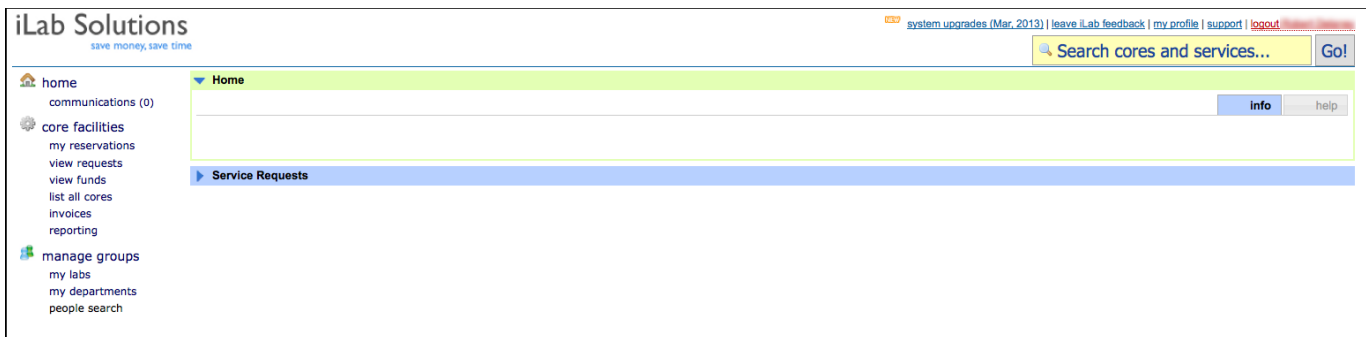 iLab Solutions
save money, save time
NEW system upgrades (Mar, 2013) | leave iLab feedback | my profile | support | logout
Search cores and services...
Go!
home
communications (0)
core facilities
my reservations
view requests
view funds
list all cores
invoices
reporting
manage groups
my labs
my departments
people search
Home
info
help
Service Requests